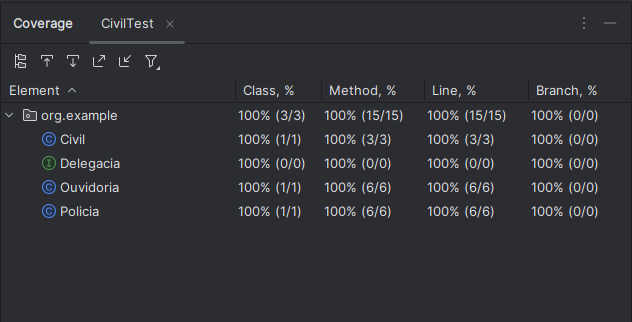 Coverage CivilTest
Element Class, % Method, % Line, % Branch, %
org.example 100% (3/3) 100% (15/15) 100% (15/15) 100% (0/0)
C Civil 100% (1/1) 100% (3/3) 100% (3/3) 100% (0/0)
I Delegacia 100% (0/0) 100% (0/0) 100% (0/0) 100% (0/0)
C Ouvidoria 100% (1/1) 100% (6/6) 100% (6/6) 100% (0/0)
C Policia 100% (1/1) 100% (6/6) 100% (6/6) 100% (0/0)